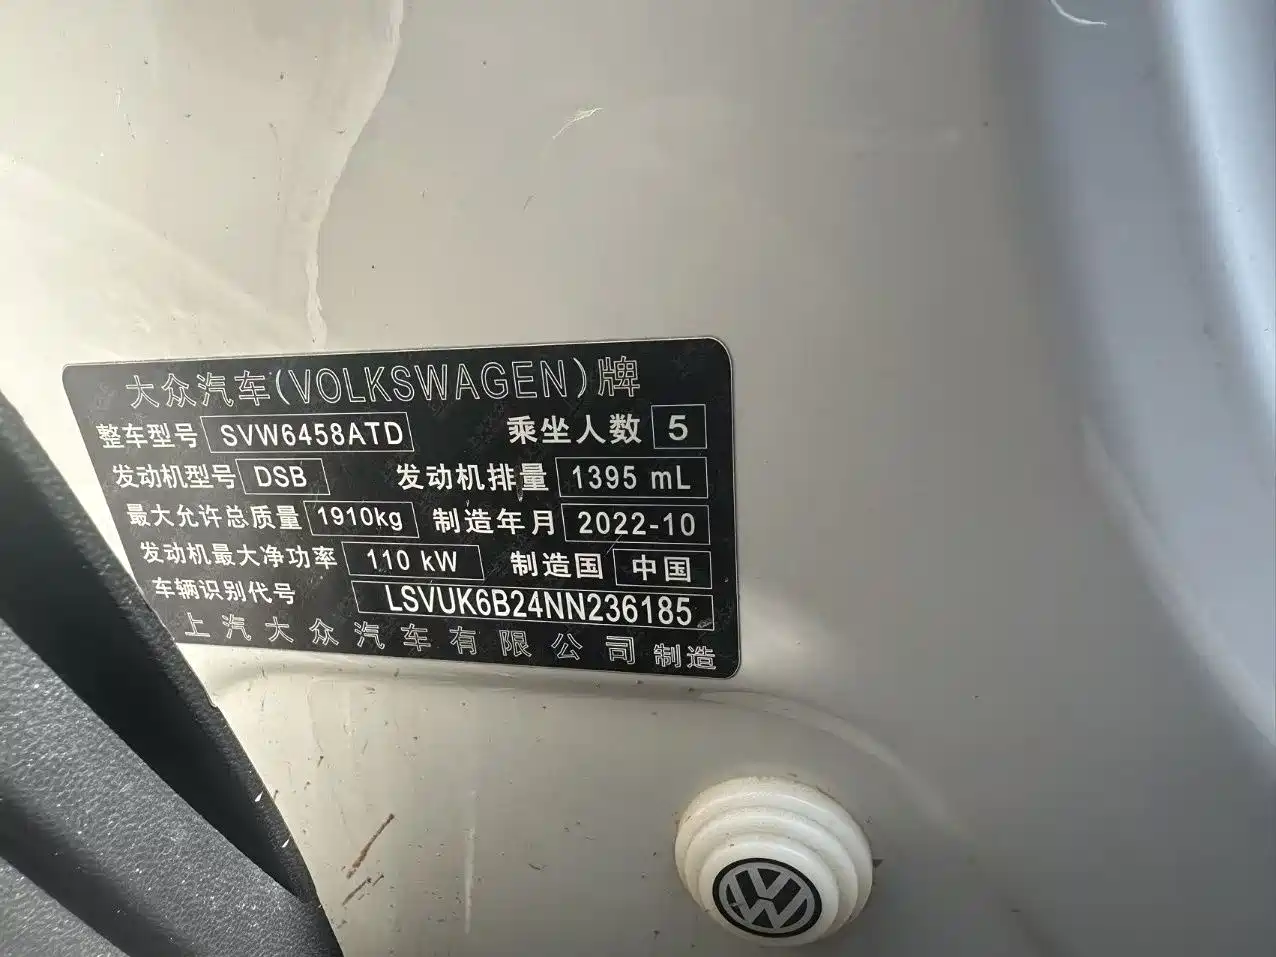 大众汽车(VOLKSWAGEN)牌
整车型号 SVW6458ATD 乘坐人数 5
发动机型号 DSB 发动机排量 1395 mL
最大允许总质量 1910kg 制造年月 2022-10
发动机最大净功率 110 kW 制造国 中国
车辆识别代号 LSVUK6B24NN236185
上汽大众汽车有限公司 制造